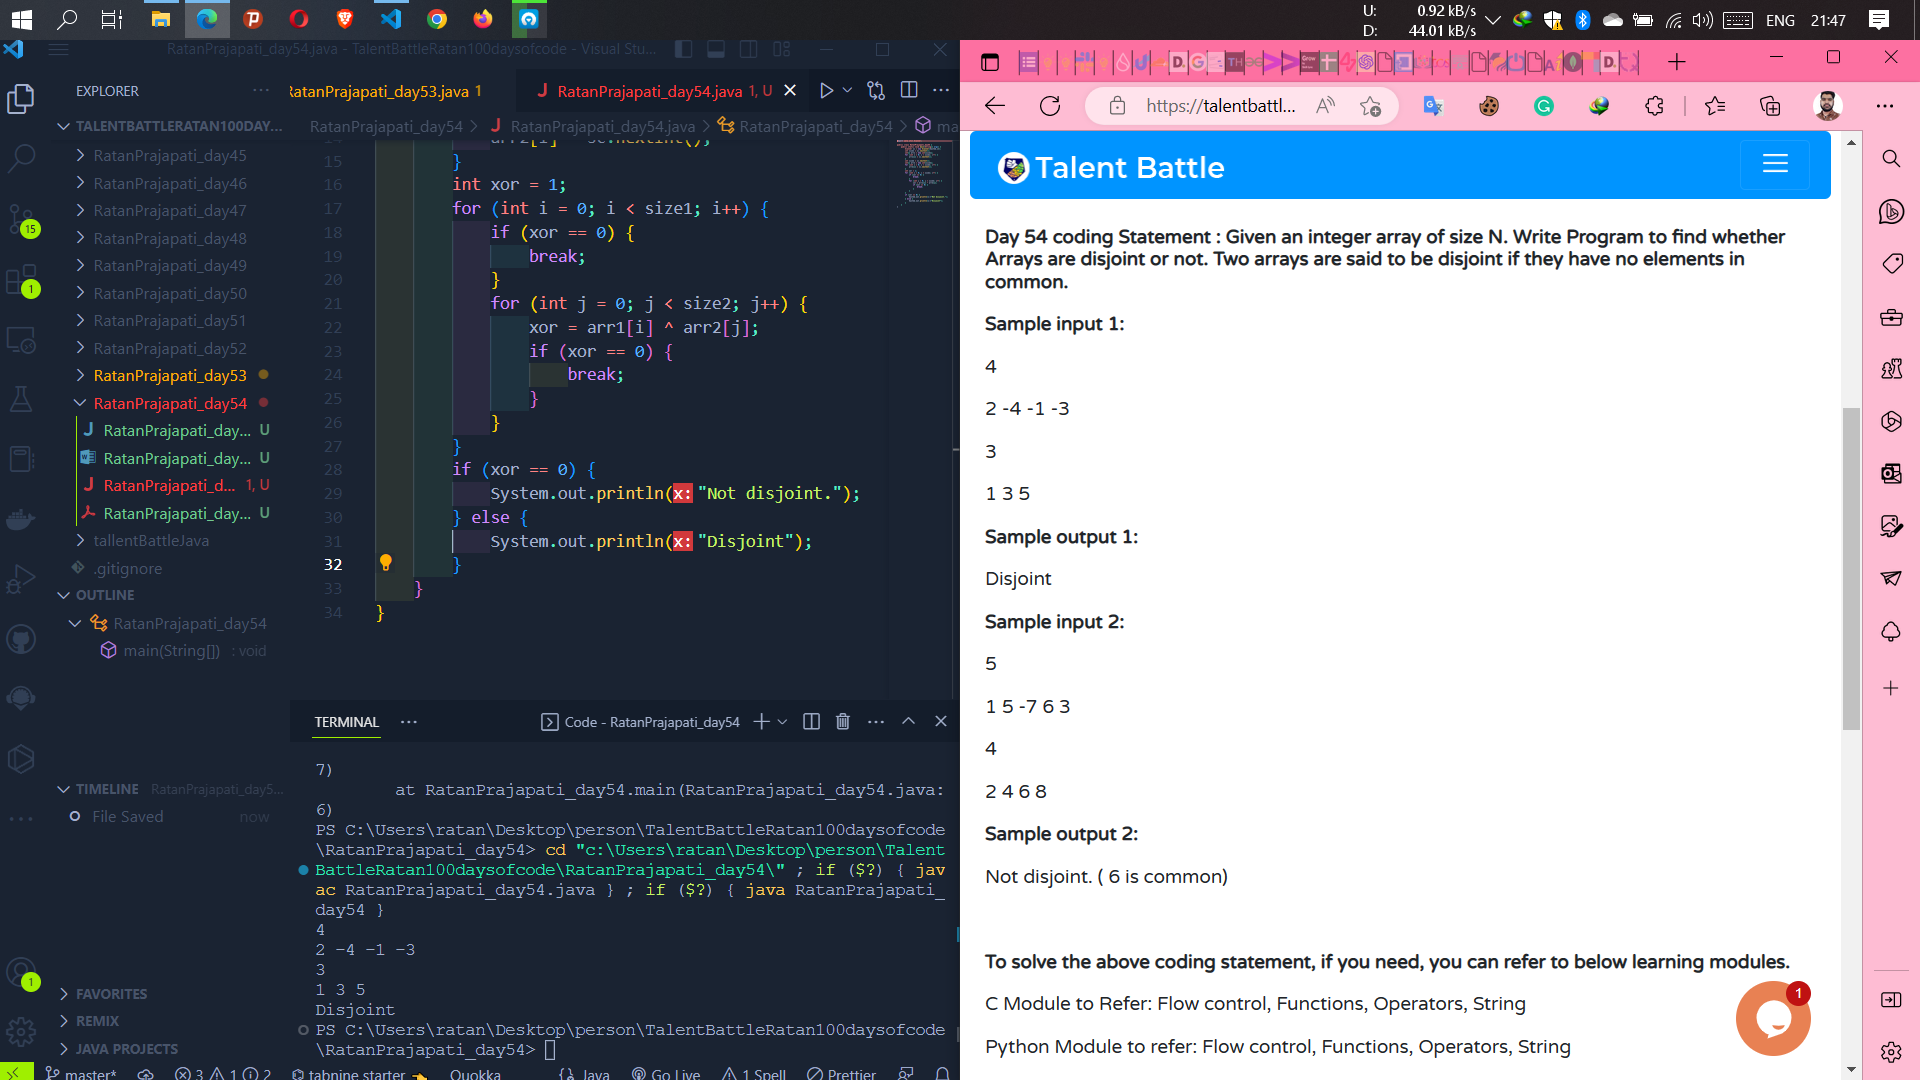 U: 0.92 kB/s
D: 44.01 kB/s
ENG 21:47
RatanPrajapati_day54.java - TalentBattleRatan100daysofcode - Visual Stu...
EXPLORER
RatanPrajapati_day53.java 1
RatanPrajapati_day54.java 1, U
TALENTBATTLERATAN100DAY...
RatanPrajapati_day54 > RatanPrajapati_day54.java > RatanPrajapati_day54 > ma
RatanPrajapati_day45
RatanPrajapati_day46
RatanPrajapati_day47
RatanPrajapati_day48
RatanPrajapati_day49
RatanPrajapati_day50
RatanPrajapati_day51
RatanPrajapati_day52
RatanPrajapati_day53
RatanPrajapati_day54
RatanPrajapati_day... U
RatanPrajapati_day... U
RatanPrajapati_d... 1, U
RatanPrajapati_day... U
tallentBattleJava
.gitignore
OUTLINE
RatanPrajapati_day54
main(String[]) : void
TIMELINE RatanPrajapati_day5...
File Saved now
FAVORITES
REMIX
JAVA PROJECTS
15
1
1
15 }
16 int xor = 1;
17 for (int i = 0; i < size1; i++) {
18 if (xor == 0) {
19 break;
20 }
21 for (int j = 0; j < size2; j++) {
22 xor = arr1[i] ^ arr2[j];
23 if (xor == 0) {
24 break;
25 }
26 }
27 }
28 if (xor == 0) {
29 System.out.println(x: "Not disjoint.");
30 } else {
31 System.out.println(x: "Disjoint");
32 }
33 }
34 }
TERMINAL
Code - RatanPrajapati_day54
7)
at RatanPrajapati_day54.main(RatanPrajapati_day54.java:
6)
PS C:\Users\ratan\Desktop\person\TalentBattleRatan100daysofcode
\RatanPrajapati_day54> cd "c:\Users\ratan\Desktop\person\Talent
BattleRatan100daysofcode\RatanPrajapati_day54\" ; if ($?) { jav
ac RatanPrajapati_day54.java } ; if ($?) { java RatanPrajapati_
day54 }
4
2 -4 -1 -3
3
1 3 5
Disjoint
PS C:\Users\ratan\Desktop\person\TalentBattleRatan100daysofcode
\RatanPrajapati_day54>
master* 3 1 2 tabnine starter Quokka Java Go Live 1 Spell Prettier
https://talentbattl...
Talent Battle
Day 54 coding Statement : Given an integer array of size N. Write Program to find whether
Arrays are disjoint or not. Two arrays are said to be disjoint if they have no elements in
common.
Sample input 1:
4
2 -4 -1 -3
3
1 3 5
Sample output 1:
Disjoint
Sample input 2:
5
1 5 -7 6 3
4
2 4 6 8
Sample output 2:
Not disjoint. ( 6 is common)
To solve the above coding statement, if you need, you can refer to below learning modules.
C Module to Refer: Flow control, Functions, Operators, String
Python Module to refer: Flow control, Functions, Operators, String
1